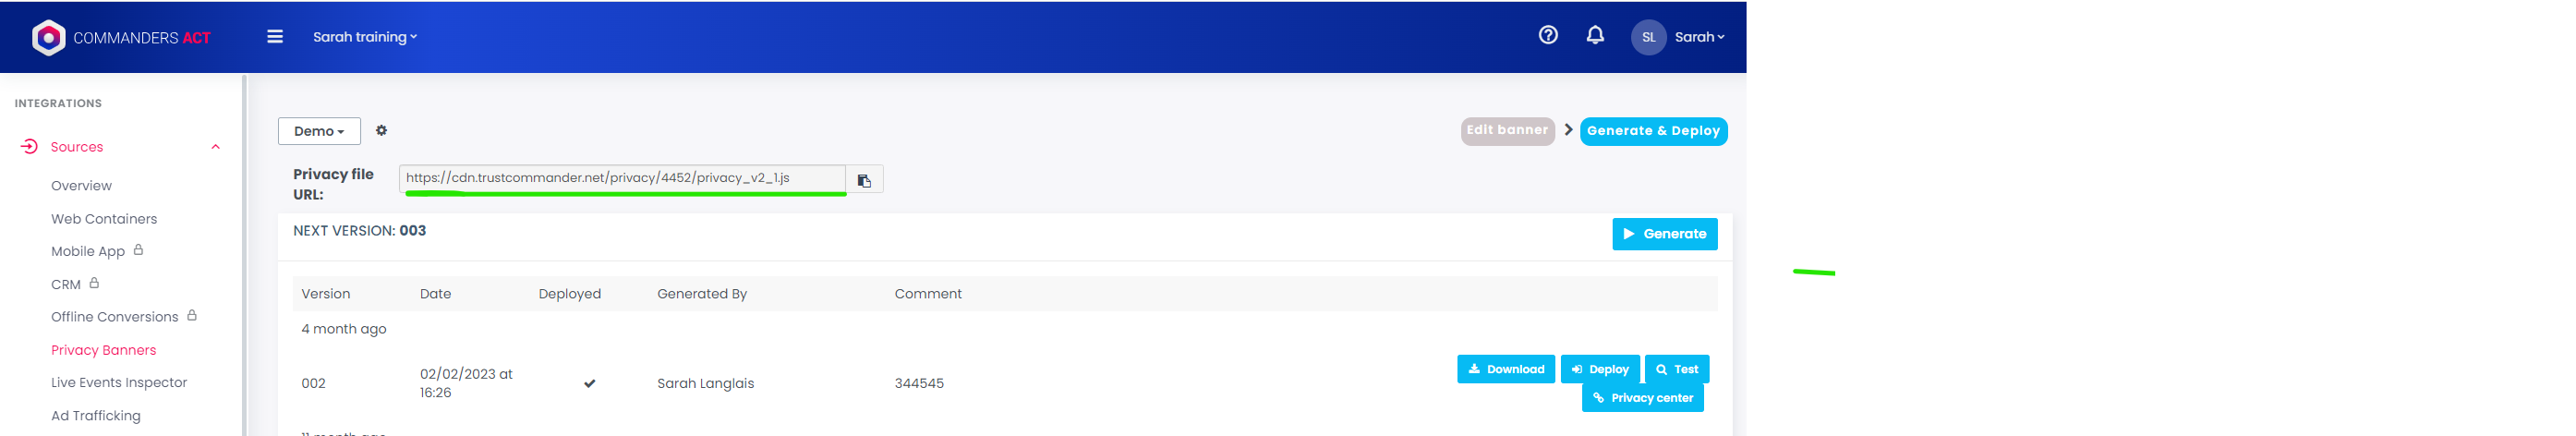 COMMANDERS ACT
Sarah training
SL Sarah
INTEGRATIONS
Sources
Overview
Web Containers
Mobile App
CRM
Offline Conversions
Privacy Banners
Live Events Inspector
Ad Trafficking
Demo
Edit banner
Generate & Deploy
Privacy file
URL:
https://cdn.trustcommander.net/privacy/4452/privacy_v2_1.js
NEXT VERSION: 003
Generate
Version Date Deployed Generated By Comment
4 month ago
002
02/02/2023 at
16:26
Sarah Langlais
344545
Download Deploy Test
Privacy center
11 month ago